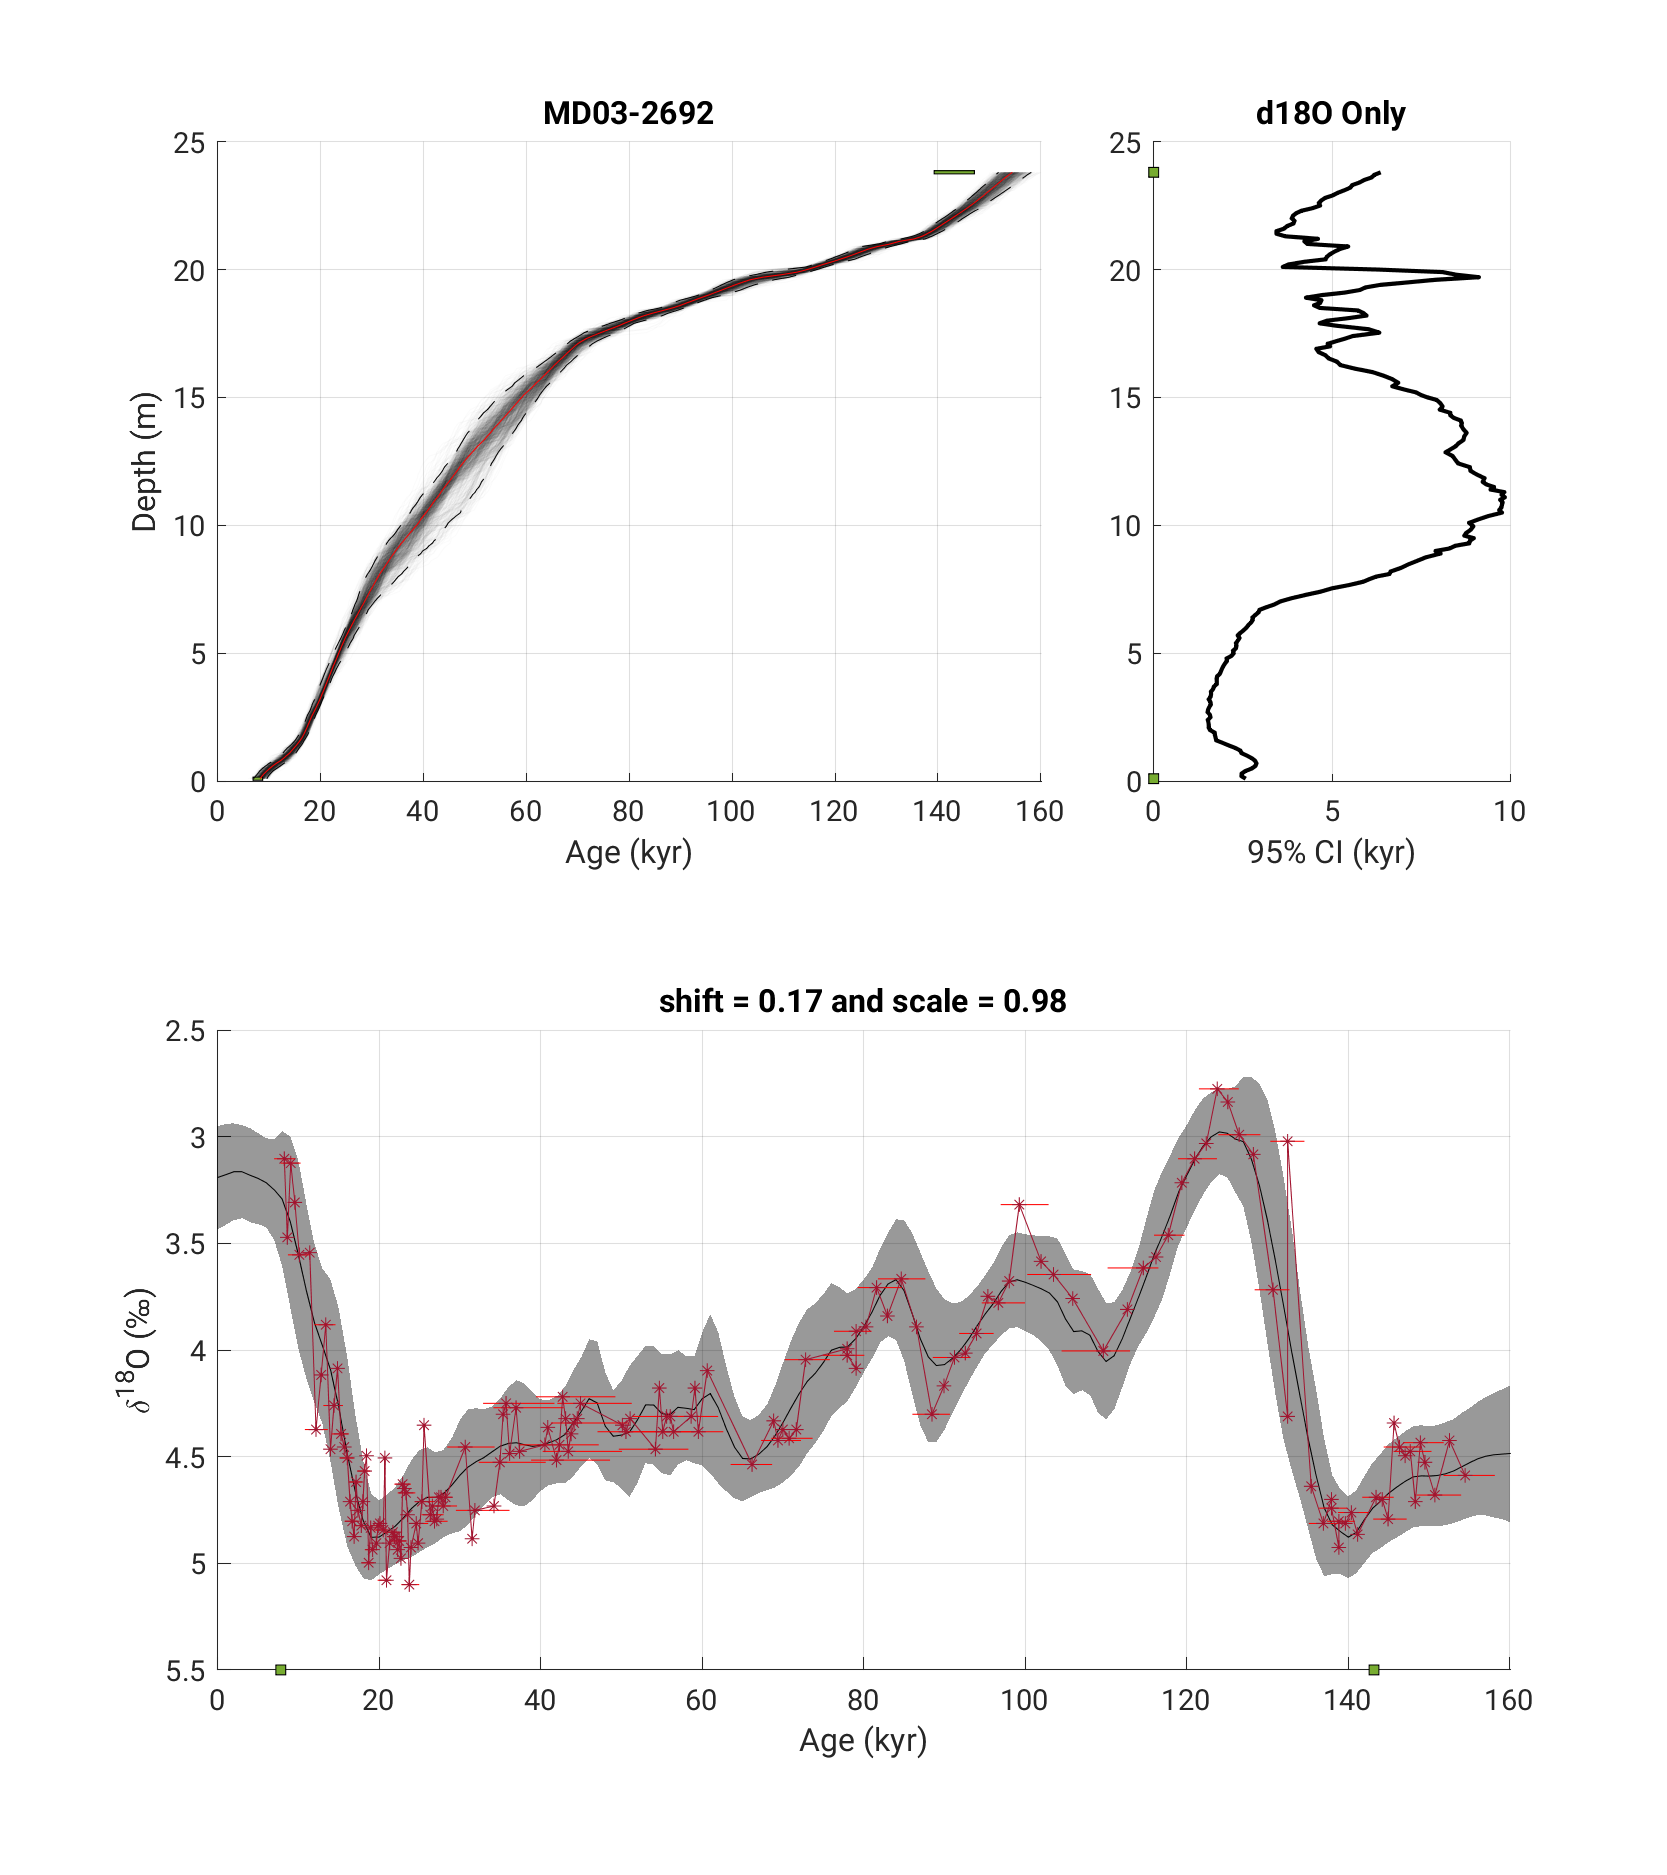 MD03-2692
d18O Only
25
20
15
10
5
0
Depth (m)
0 20 40 60 80 100 120 140 160
Age (kyr)
25
20
15
10
5
0
0 5 10
95% CI (kyr)
shift = 0.17 and scale = 0.98
2.5
3
3.5
4
4.5
5
5.5
δ¹⁸O (‰)
0 20 40 60 80 100 120 140 160
Age (kyr)